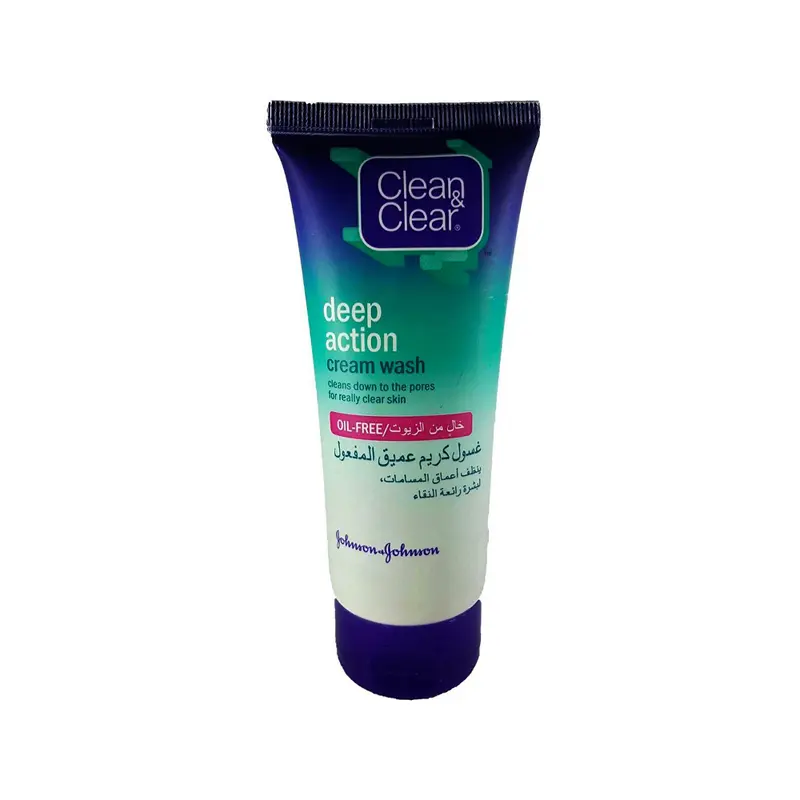 Clean
&
Clear®
deep
action
cream wash
cleans down to the pores
for really clear skin
OIL-FREE/خالٍ من الزيوت
غسول كريم عميق المفعول
ينظف أعماق المسامات،
لبشرة رائعة النقاء
Johnson & Johnson